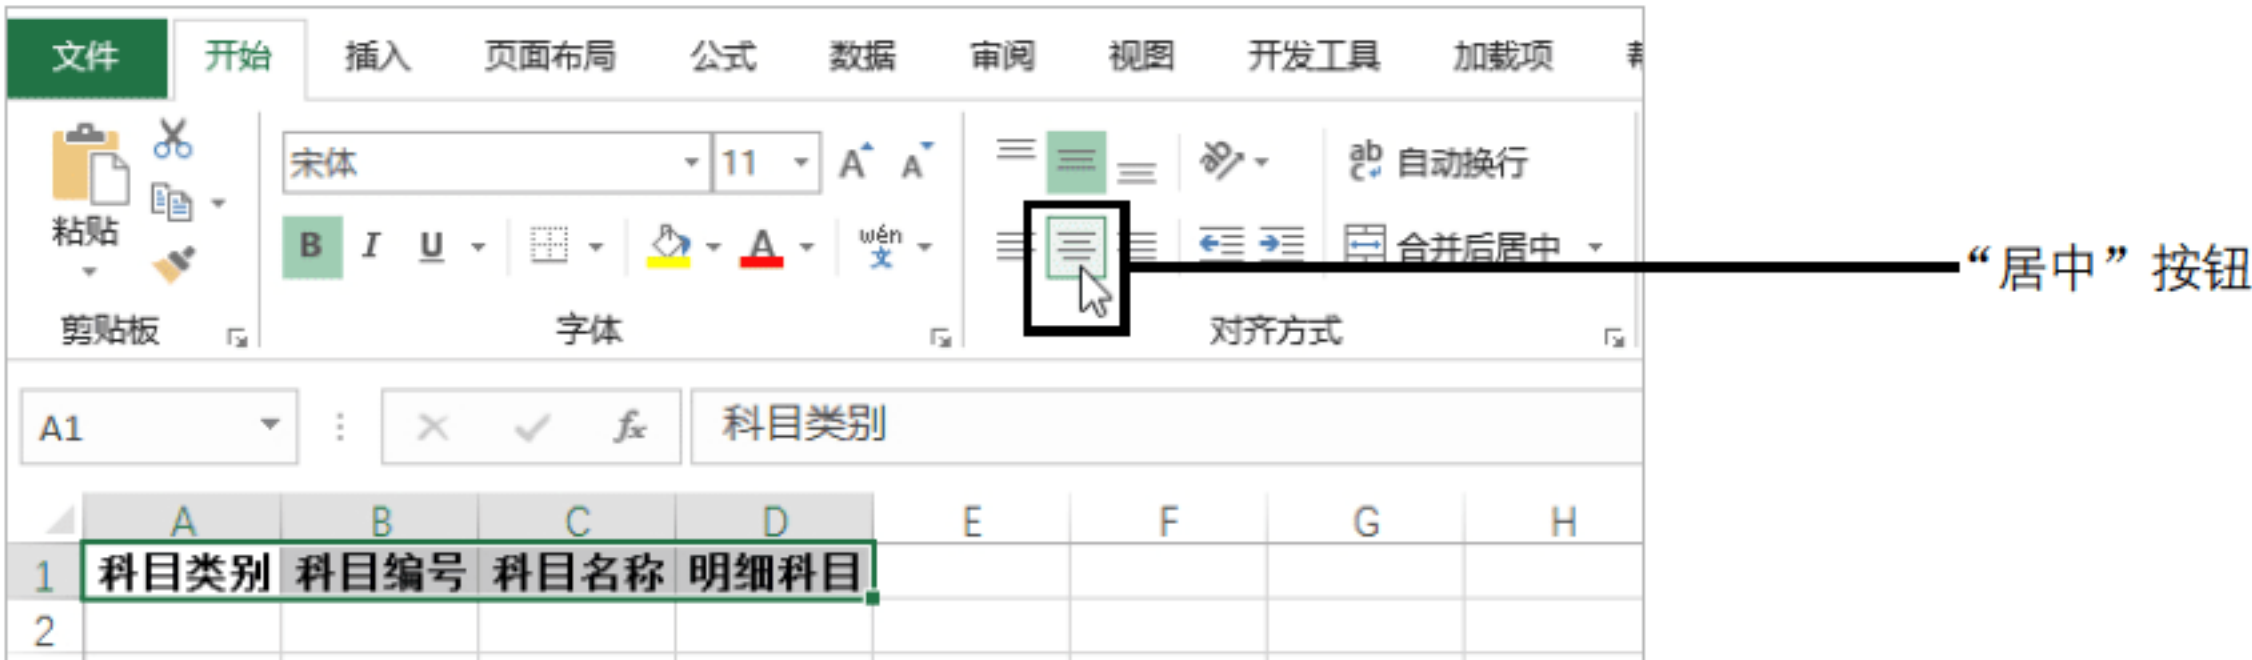 文件 开始 插入 页面布局 公式 数据 审阅 视图 开发工具 加载项
宋体 11 A A ab ab c 自动换行
粘贴 B I U A wén 文 合并后居中
“居中”按钮
剪贴板 字体 对齐方式
A1 fx 科目类别
A B C D E F G H
1 科目类别 科目编号 科目名称 明细科目
2